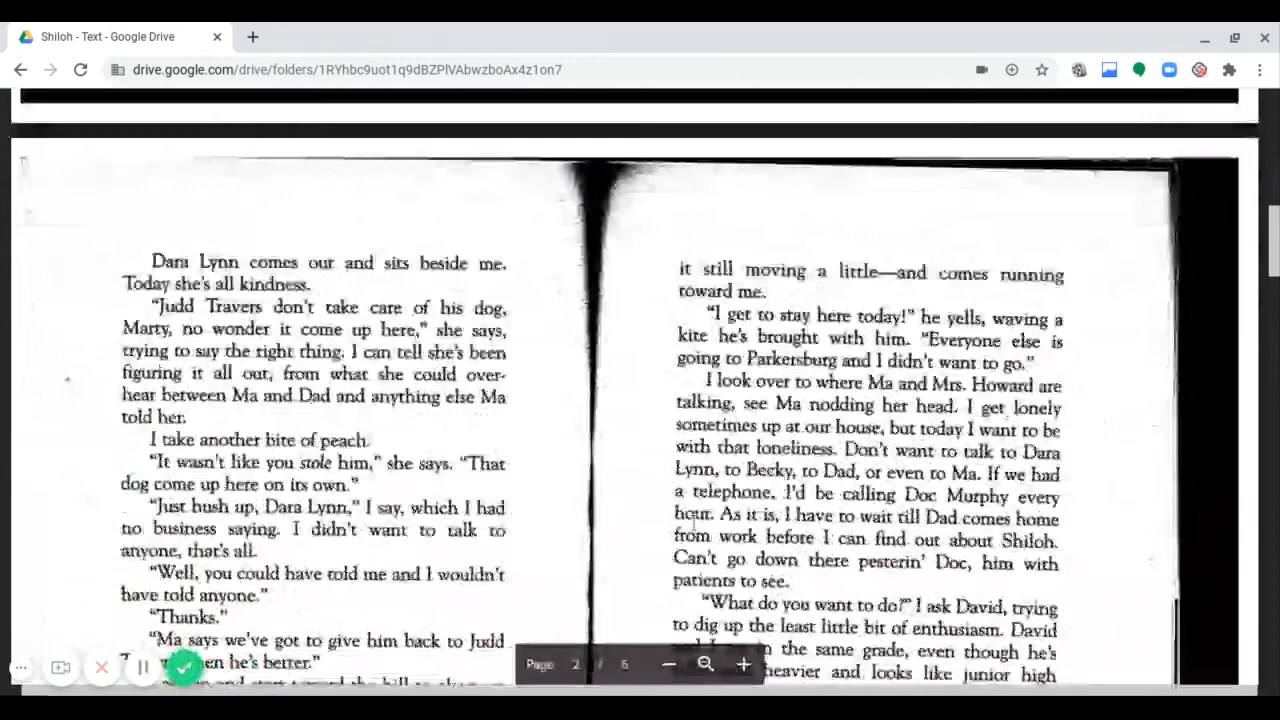 Shiloh - Text - Google Drive
drive.google.com/drive/folders/1RYhbc9uot1q9dBZPlVAbwzboAx4z1on7
Dara Lynn comes out and sits beside me.
Today she's all kindness.
"Judd Travers don't take care of his dog,
Marty, no wonder it come up here," she says,
trying to say the right thing. I can tell she's been
figuring it all out, from what she could over-
hear between Ma and Dad and anything else Ma
told her.
I take another bite of peach.
"It wasn't like you stole him," she says. "That
dog come up here on its own."
"Just hush up, Dara Lynn," I say, which I had
no business saying. I didn't want to talk to
anyone, that's all.
"Well, you could have told me and I wouldn't
have told anyone."
"Thanks."
"Ma says we've got to give him back to Judd
he's better."
it still moving a little—and comes running
toward me.
"I get to stay here today!" he yells, waving a
kite he's brought with him. "Everyone else is
going to Parkersburg and I didn't want to go."
I look over to where Ma and Mrs. Howard are
talking, see Ma nodding her head. I get lonely
sometimes up at our house, but today I want to be
with that loneliness. Don't want to talk to Dara
Lynn, to Becky, to Dad, or even to Ma. If we had
a telephone, I'd be calling Doc Murphy every
hour. As it is, I have to wait till Dad comes home
from work before I can find out about Shiloh.
Can't go down there pesterin' Doc, him with
patients to see.
"What do you want to do?" I ask David, trying
to dig up the least little bit of enthusiasm. David
the same grade, even though he's
heavier and looks like junior high
Page 2 / 6